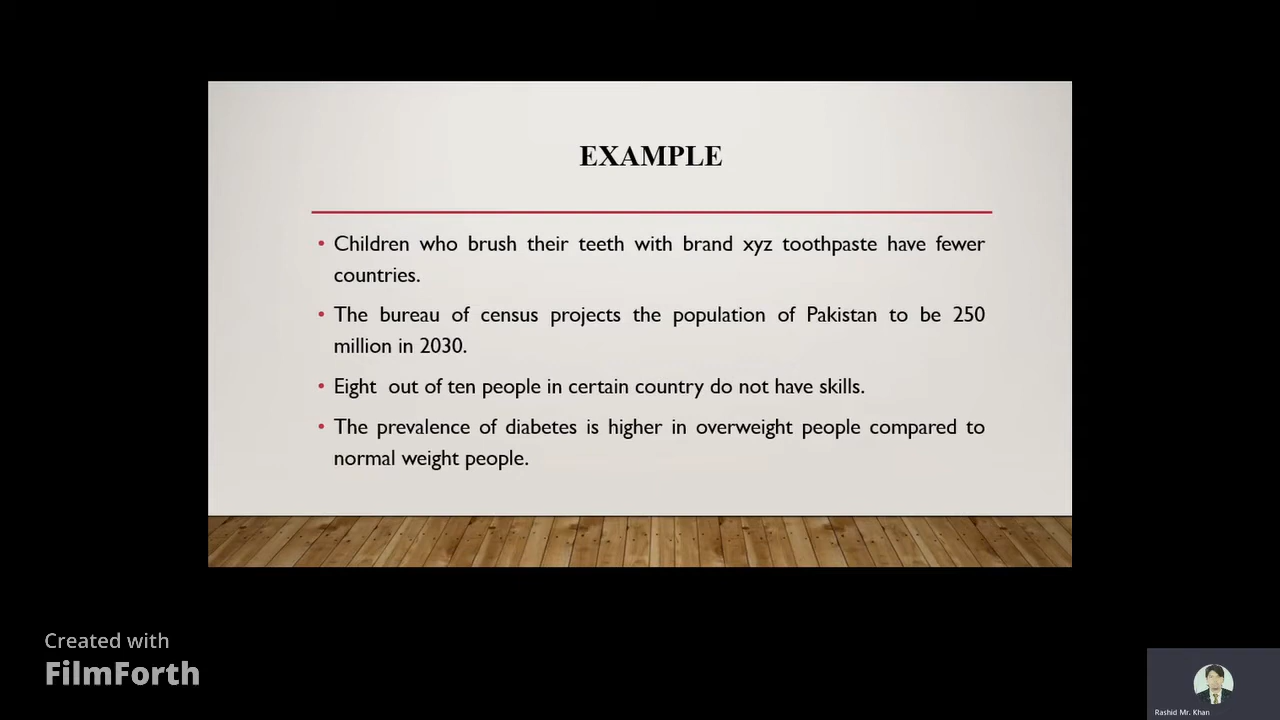 EXAMPLE
• Children who brush their teeth with brand xyz toothpaste have fewer
countries.
• The bureau of census projects the population of Pakistan to be 250
million in 2030.
• Eight out of ten people in certain country do not have skills.
• The prevalence of diabetes is higher in overweight people compared to
normal weight people.
Created with
FilmForth
Rashid Mr. Khan